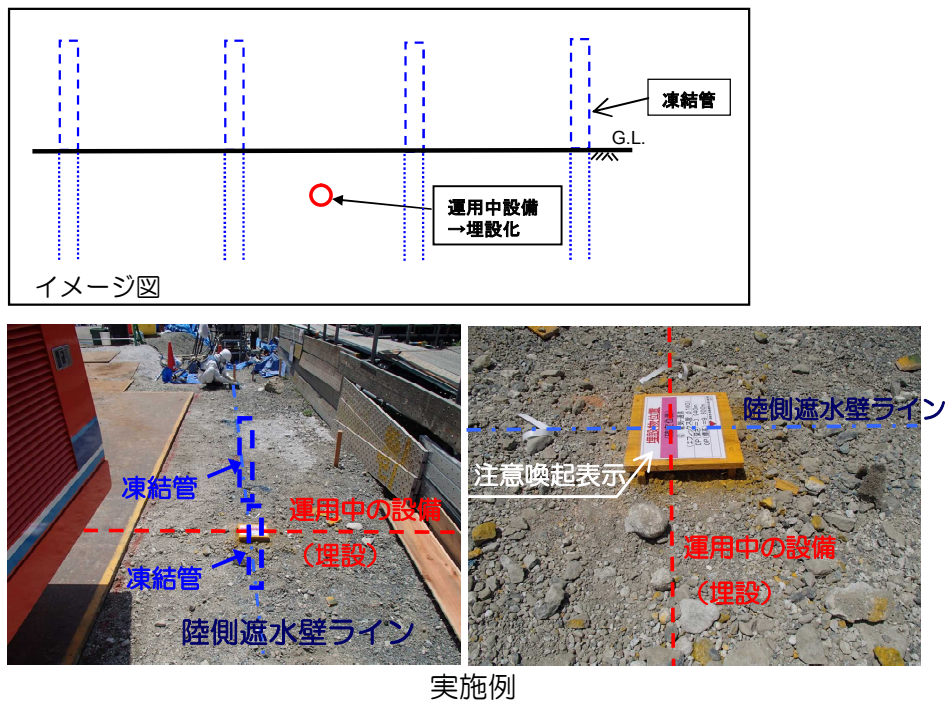 凍結管
G.L.
運用中設備
→埋設化
イメージ図
凍結管
運用中の設備
（埋設）
凍結管
陸側遮水壁ライン
陸側遮水壁ライン
注意喚起表示
運用中の設備
（埋設）
実施例